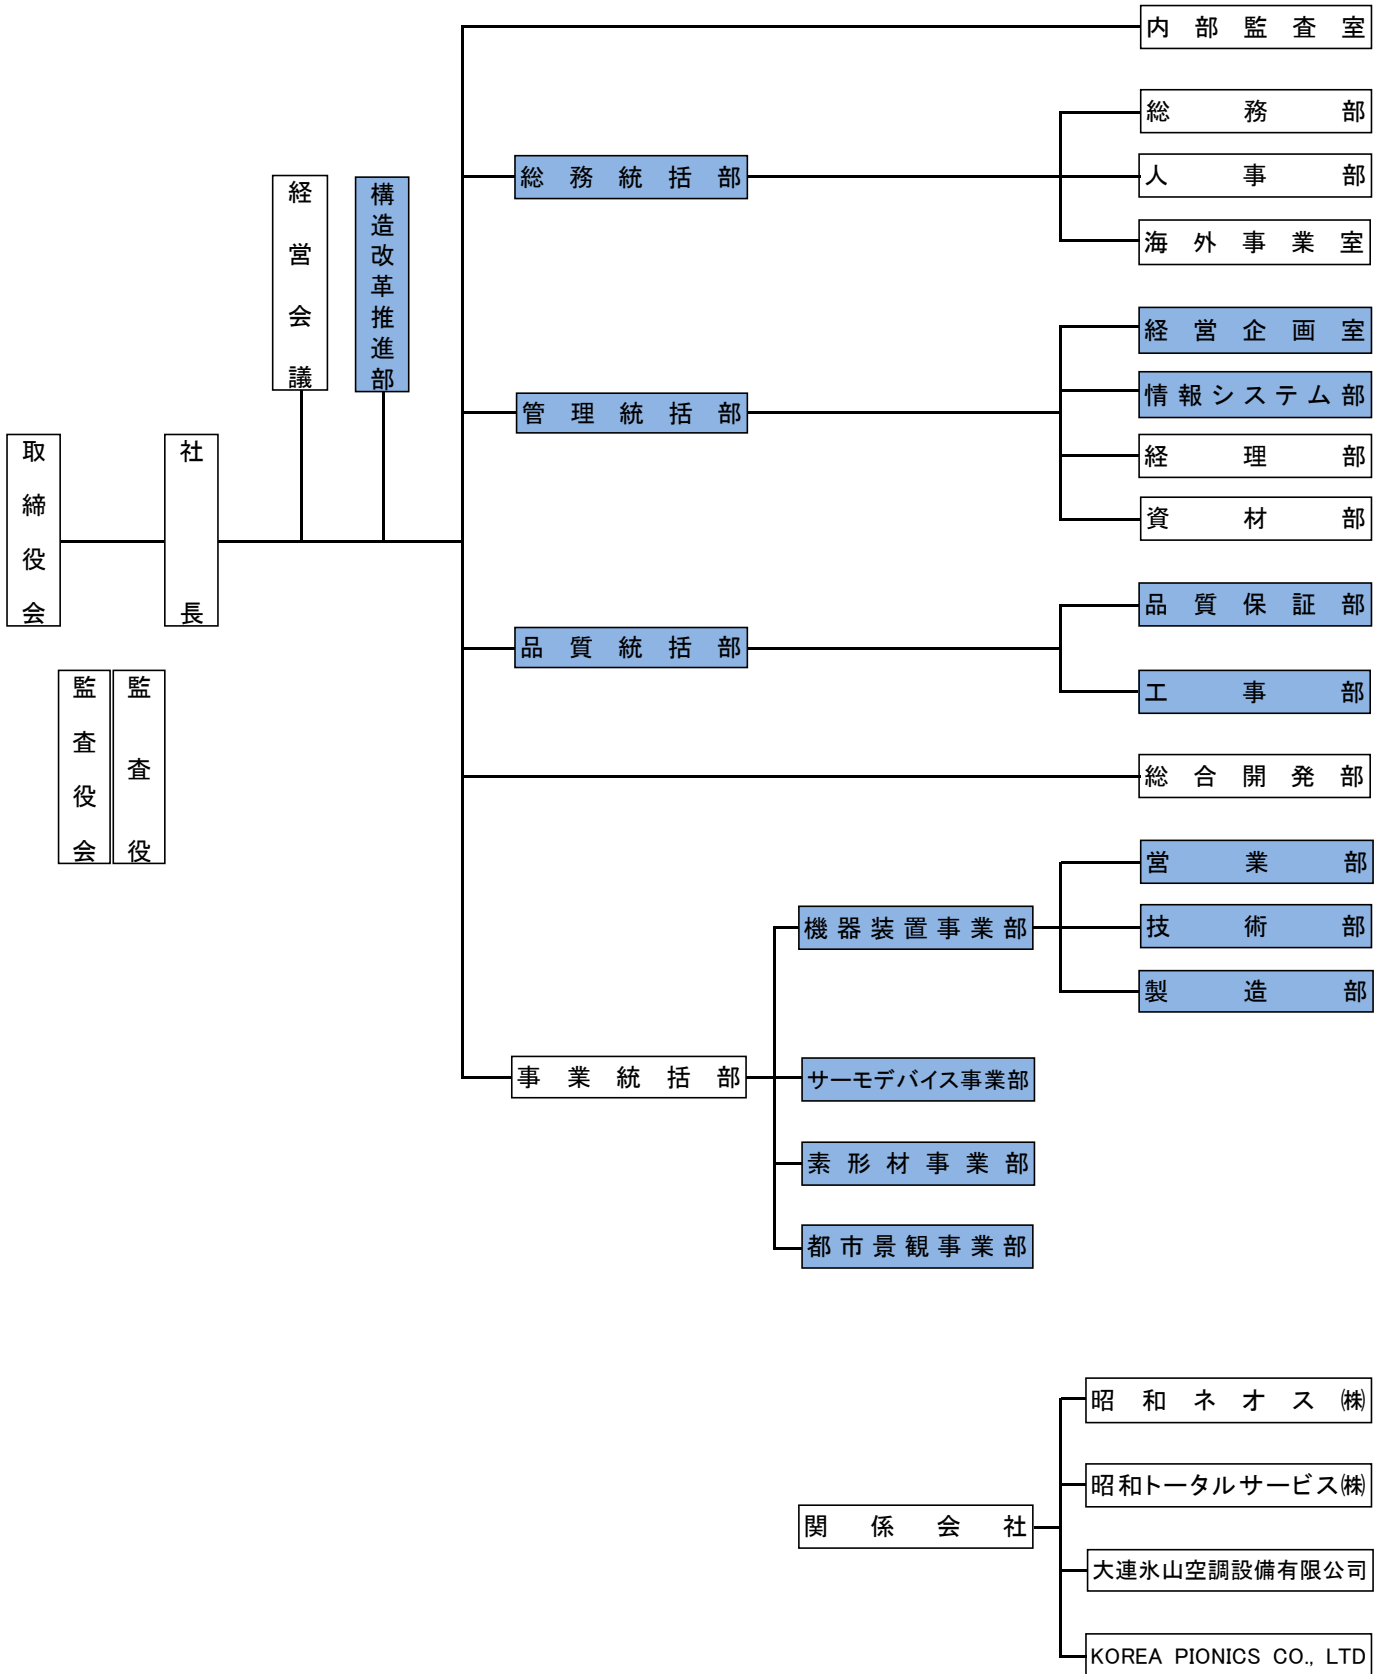 内部監査室
総務部
総務統括部
人事部
海外事業室
経営会議
構造改革推進部
経営企画室
情報システム部
管理統括部
経理部
資材部
取締役会
社長
品質保証部
品質統括部
工事部
監査役会
監査役
総合開発部
営業部
機器装置事業部
技術部
製造部
事業統括部
サーモデバイス事業部
素形材事業部
都市景観事業部
昭和ネオス㈱
昭和トータルサービス㈱
関係会社
大連氷山空調設備有限公司
KOREA PIONICS CO., LTD